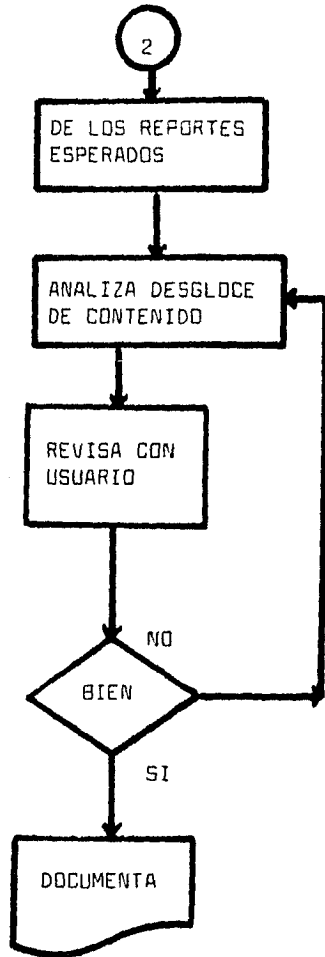 2
DE LOS REPORTES
ESPERADOS
ANALIZA DESGLOCE
DE CONTENIDO
REVISA CON
USUARIO
NO
BIEN
SI
DOCUMENTA